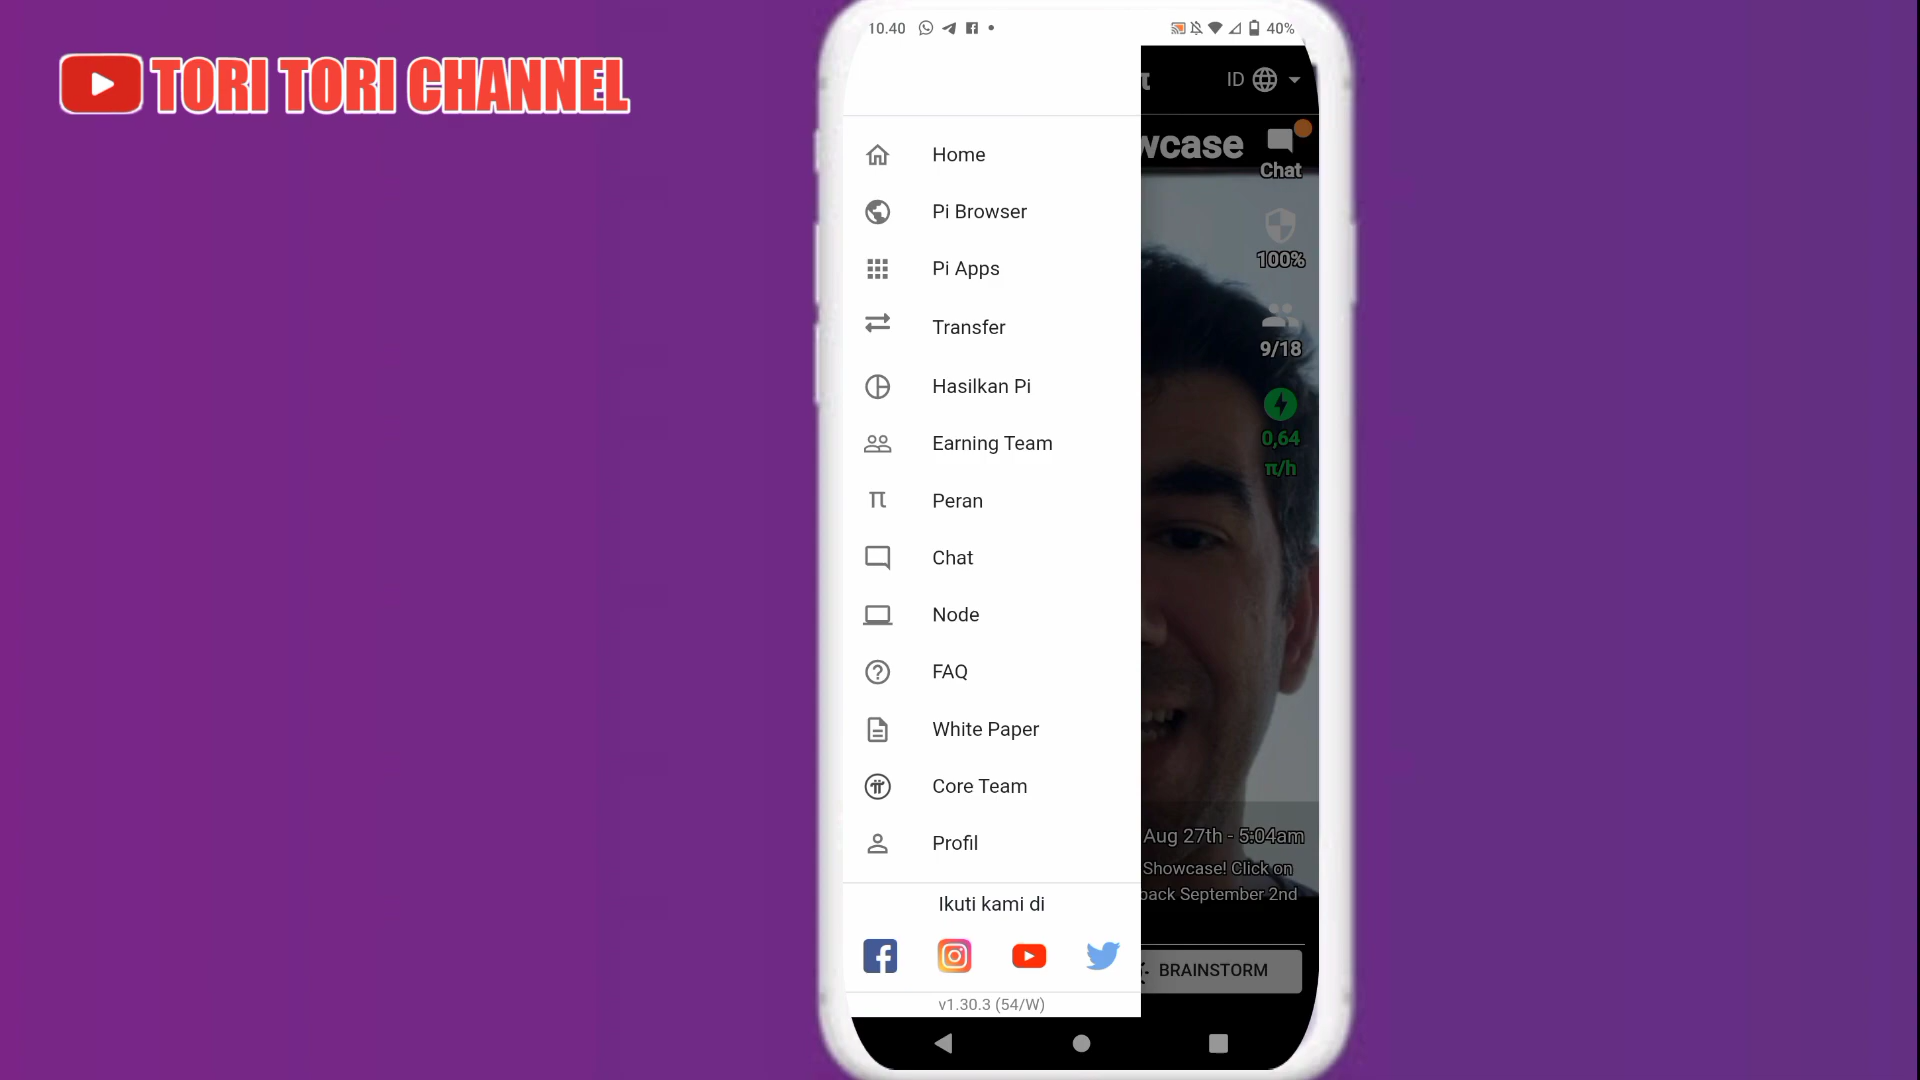 TORI TORI CHANNEL
10.40
40%
ID
wcase
Chat
100%
9/18
0,64
π/h
Home
Pi Browser
Pi Apps
Transfer
Hasilkan Pi
Earning Team
π
Peran
Chat
Node
FAQ
White Paper
Core Team
Profil
Aug 27th - 5:04am
Showcase! Click on
back September 2nd
Ikuti kami di
BRAINSTORM
v1.30.3 (54/W)